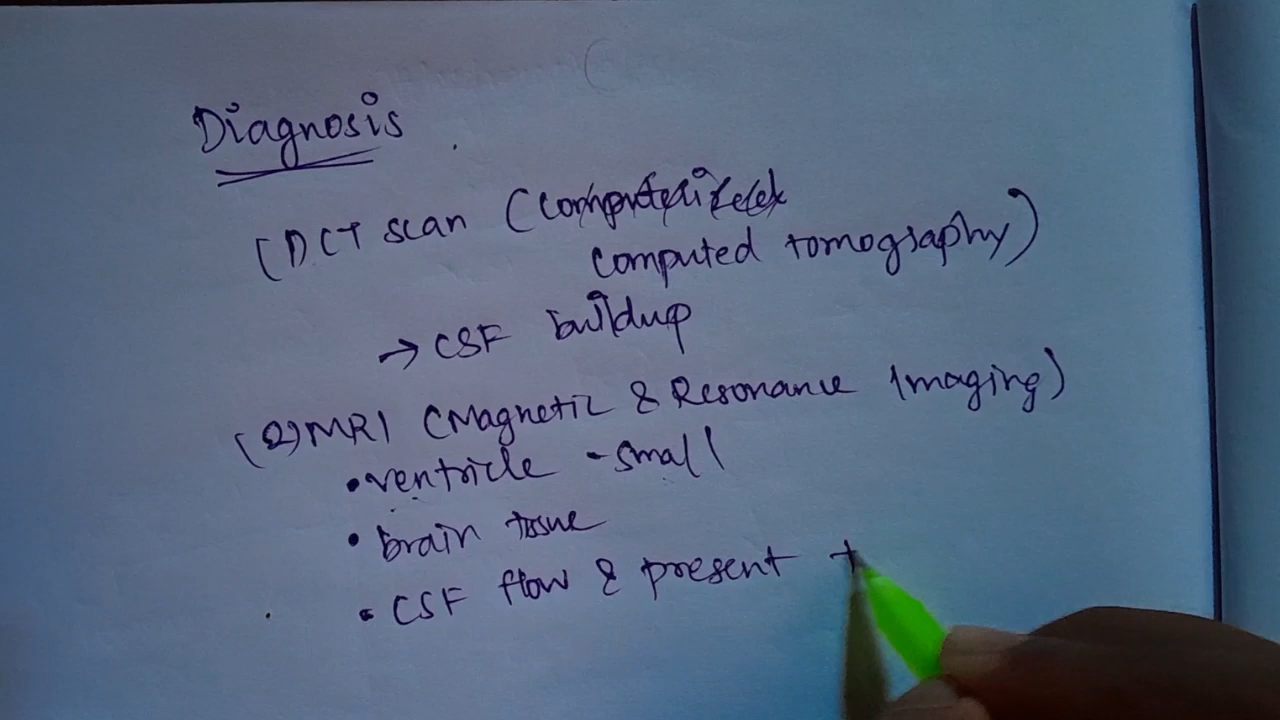 Diagnosis
(1) CT scan (Computerized
computed tomography)
→ CSF buildup
(2) MRI (Magnetic & Resonance Imaging)
• ventricle - small
• brain tissue
• CSF flow & present t